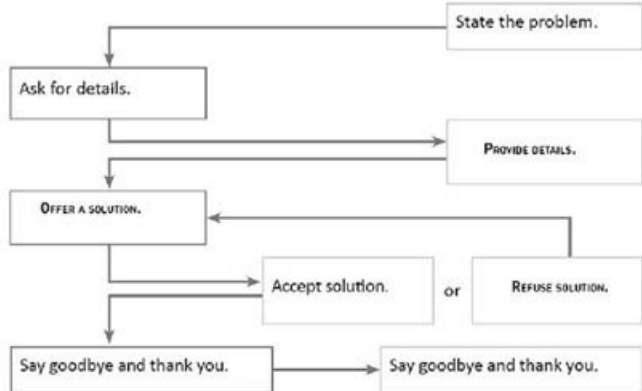 State the problem.
Ask for details.
PROVIDE DETAILS.
OFFER A SOLUTION.
Accept solution.
or
REFUSE SOLUTION.
Say goodbye and thank you.
Say goodbye and thank you.